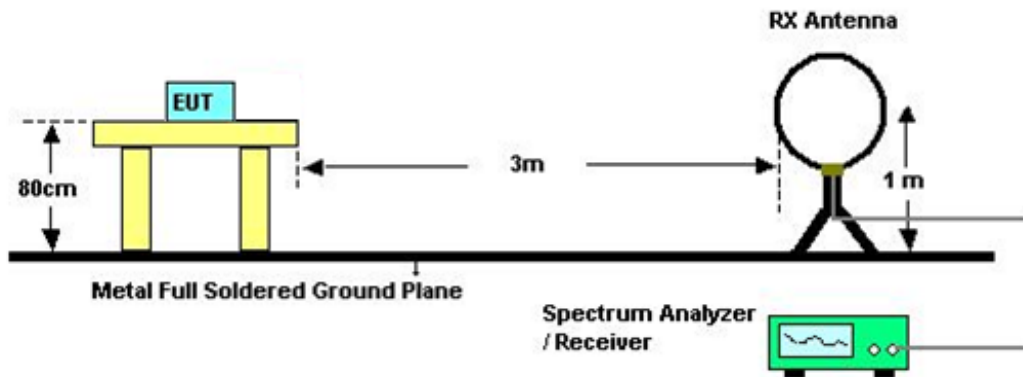 RX Antenna
EUT
3m
80cm
1 m
Metal Full Soldered Ground Plane
Spectrum Analyzer
/ Receiver